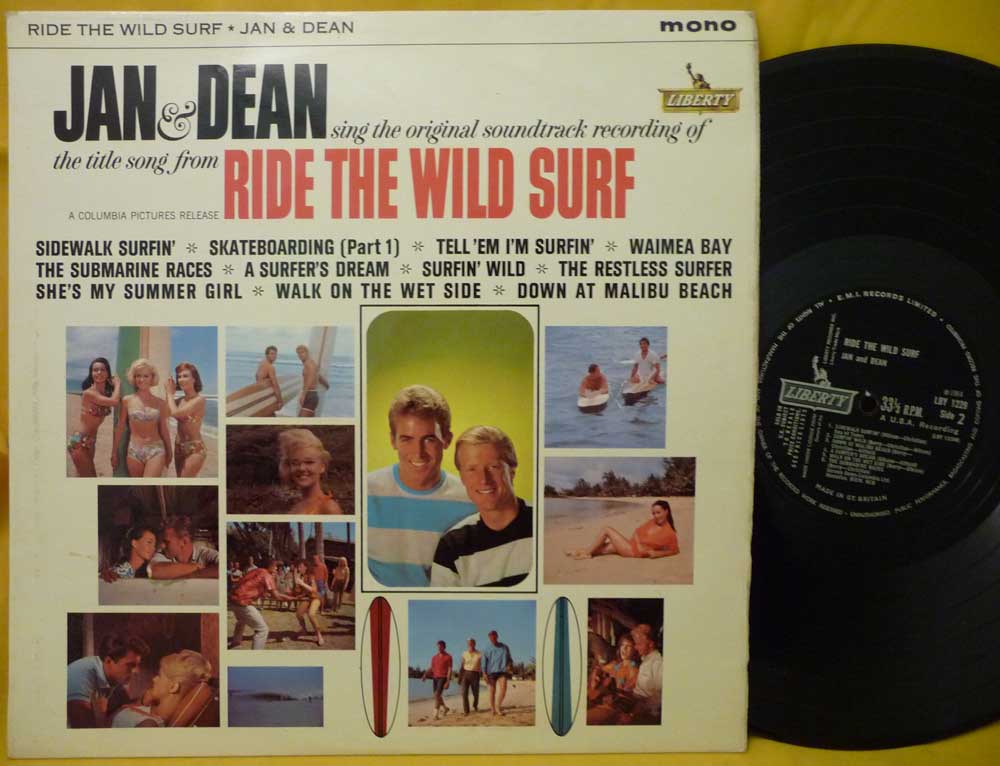 RIDE THE WILD SURF ★ JAN & DEAN
mono
JAN & DEAN sing the original soundtrack recording of
LIBERTY
the title song from RIDE THE WILD SURF
A COLUMBIA PICTURES RELEASE
SIDEWALK SURFIN' ✳ SKATEBOARDING (Part 1) ✳ TELL 'EM I'M SURFIN' ✳ WAIMEA BAY
THE SUBMARINE RACES ✳ A SURFER'S DREAM ✳ SURFIN' WILD ✳ THE RESTLESS SURFER
SHE'S MY SUMMER GIRL ✳ WALK ON THE WET SIDE ✳ DOWN AT MALIBU BEACH
E.M.I. RECORDS LIMITED
RIDE THE WILD SURF
JAN and DEAN
LIBERTY
33⅓ R.P.M.
LBY 1229
Side 2
A U.S.A. Recording
MADE IN GT. BRITAIN